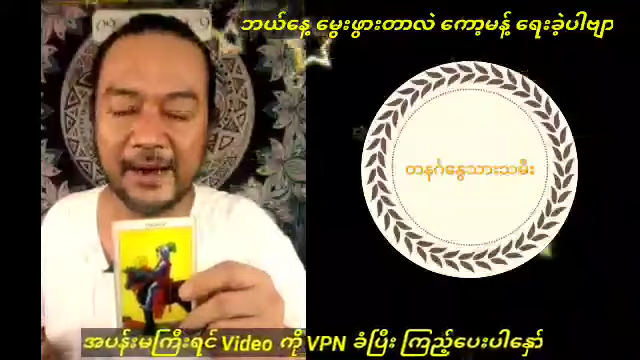 ဘယ်နေ့ မွေးဖွားတာလဲ ကော့မန့် ရေးခဲ့ပါဗျာ
တနင်္ဂနွေသားသမီး
အပန်းမကြီးရင် Video ကို VPN ခံပြီး ကြည့်ပေးပါနော်